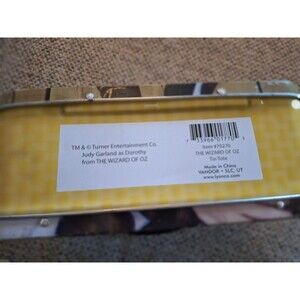 TM & © Turner Entertainment Co.
Judy Garland as Dorothy
from THE WIZARD OF OZ
Item #75270
THE WIZARD OF OZ
Tin Tote
Made in China
VANDOR • SLC, UT